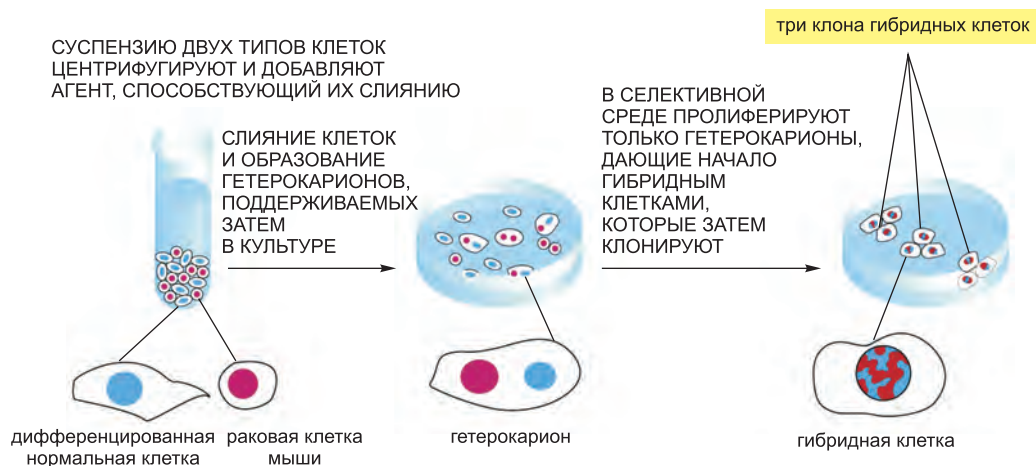 СУСПЕНЗИЮ ДВУХ ТИПОВ КЛЕТОК
ЦЕНТРИФУГИРУЮТ И ДОБАВЛЯЮТ
АГЕНТ, СПОСОБСТВУЮЩИЙ ИХ СЛИЯНИЮ
СЛИЯНИЕ КЛЕТОК
И ОБРАЗОВАНИЕ
ГЕТЕРОКАРИОНОВ,
ПОДДЕРЖИВАЕМЫХ
ЗАТЕМ
В КУЛЬТУРЕ
В СЕЛЕКТИВНОЙ
СРЕДЕ ПРОЛИФЕРИРУЮТ
ТОЛЬКО ГЕТЕРОКАРИОНЫ,
ДАЮЩИЕ НАЧАЛО
ГИБРИДНЫМ
КЛЕТКАМИ,
КОТОРЫЕ ЗАТЕМ
КЛОНИРУЮТ
три клона гибридных клеток
дифференцированная
нормальная клетка
раковая клетка
мыши
гетерокарион
гибридная клетка